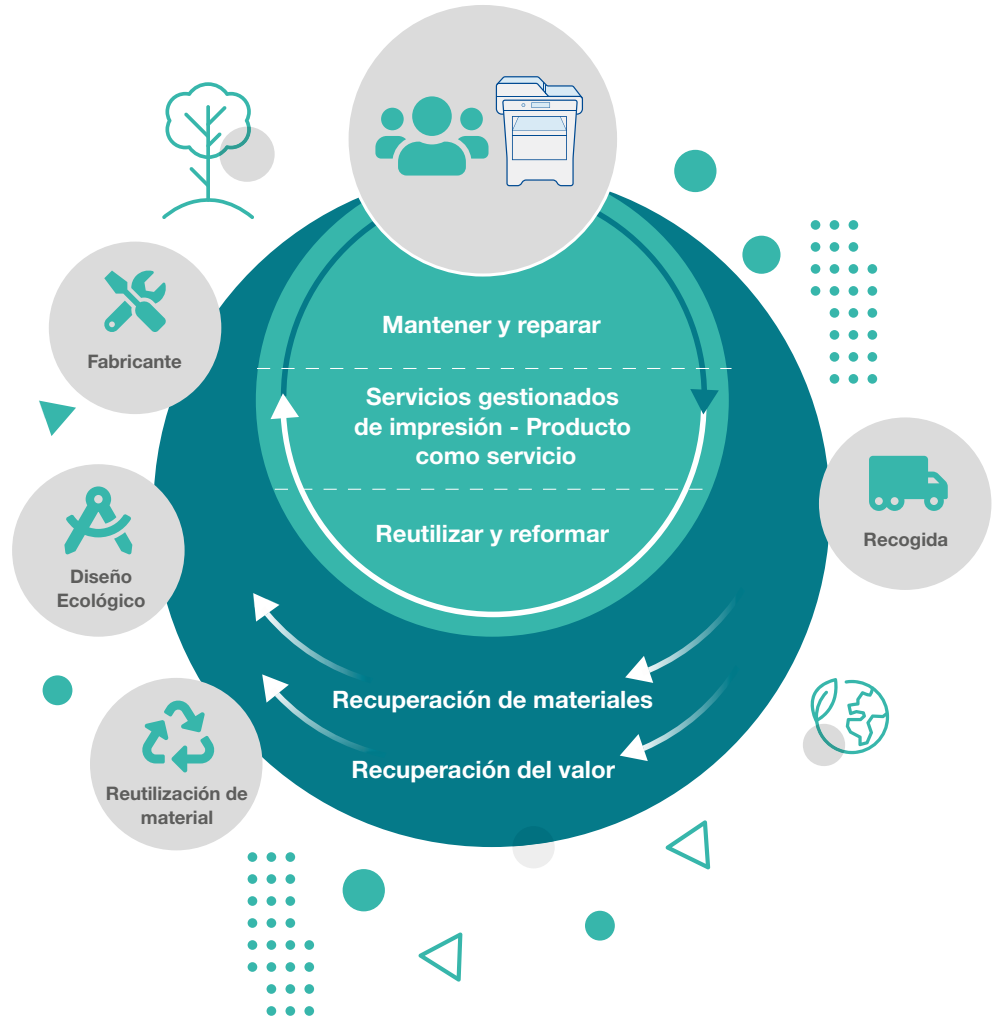 Mantener y reparar
Fabricante
Servicios gestionados
de impresión - Producto
como servicio
Reutilizar y reformar
Recogida
Diseño
Ecológico
Recuperación de materiales
Recuperación del valor
Reutilización de
material